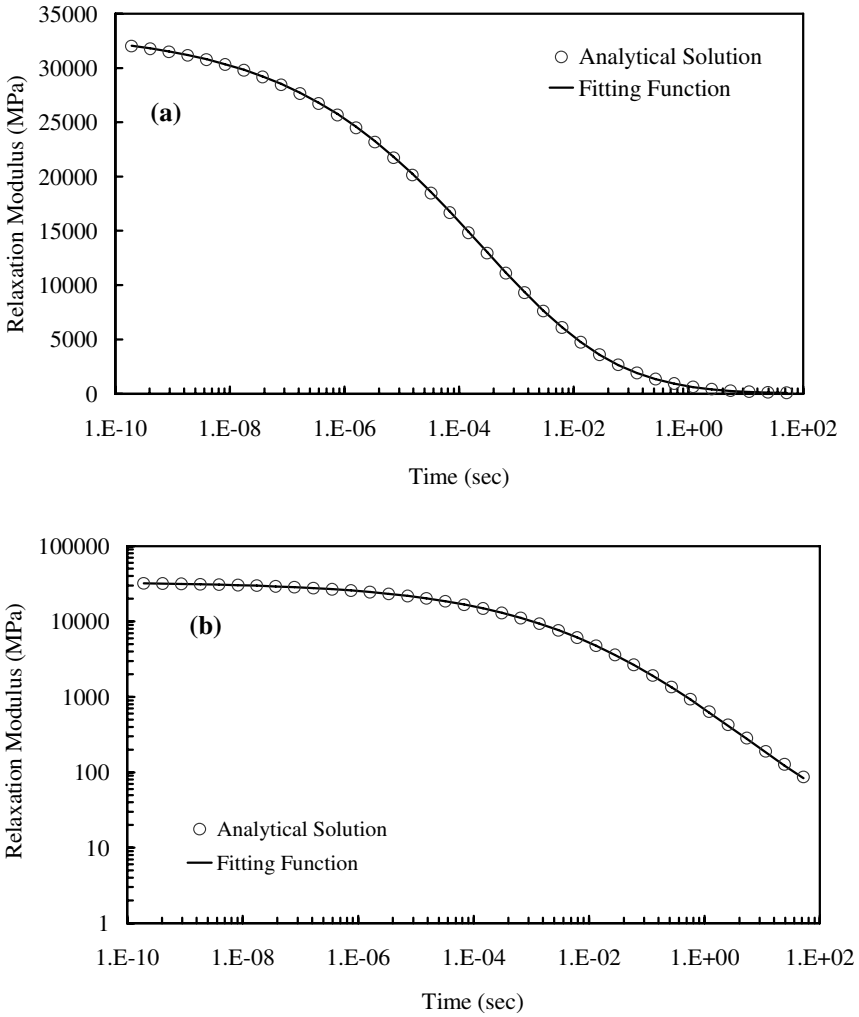 35000
30000
25000
20000
15000
10000
5000
0
Relaxation Modulus (MPa)
(a)
Analytical Solution
Fitting Function
1.E-10 1.E-08 1.E-06 1.E-04 1.E-02 1.E+00 1.E+02
Time (sec)
100000
10000
1000
100
10
1
Relaxation Modulus (MPa)
(b)
Analytical Solution
Fitting Function
1.E-10 1.E-08 1.E-06 1.E-04 1.E-02 1.E+00 1.E+02
Time (sec)